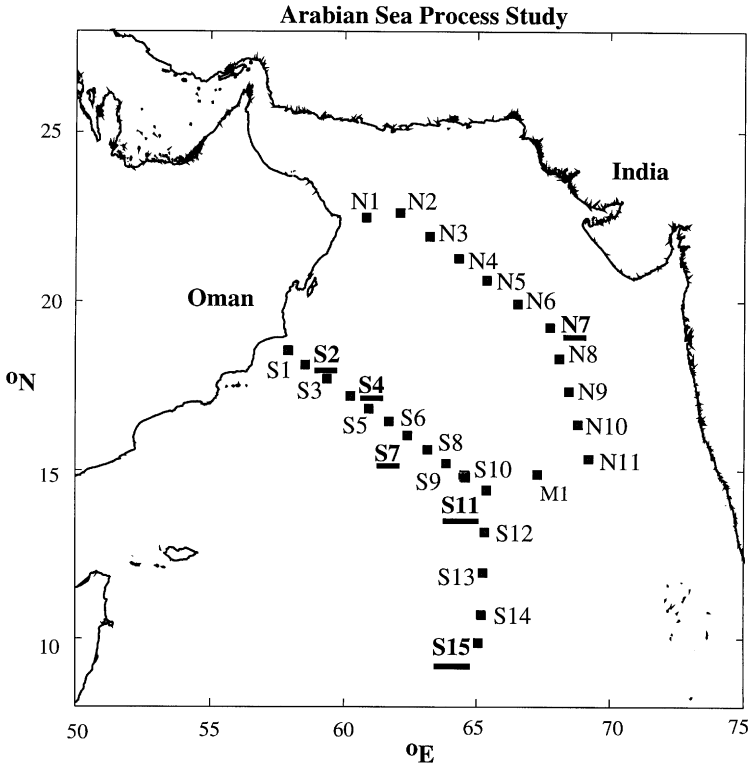 Arabian Sea Process Study
25
India
N1
N2
N3
N4
N5
20
Oman
N6
N7
S2
N8
S1
S3
S4
°N
N9
S5
S6
N10
S7
S8
S9
S10
N11
15
M1
S11
S12
S13
S14
10
S15
50
55
60
65
70
75
°E